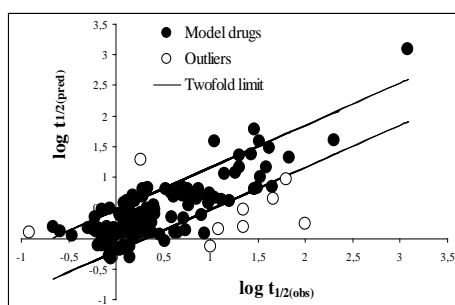 3,5
3
2,5
2
1,5
1
0,5
-0,5
-1
-1 -0,5 0 0,5 1 1,5 2 2,5 3 3,5
log t1/2(pred)
log t1/2(obs)
Model drugs
Outliers
Twofold limit